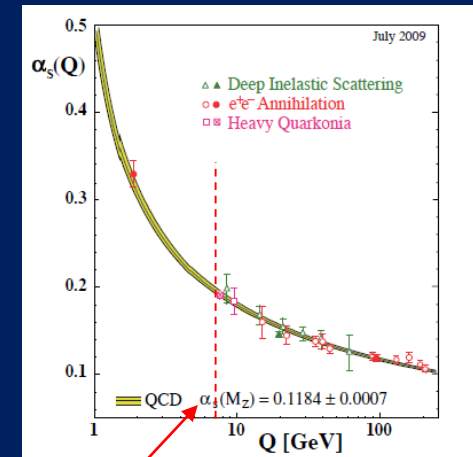 0.5
July 2009
αs(Q)
Deep Inelastic Scattering
e+e– Annihilation
Heavy Quarkonia
0.4
0.3
0.2
0.1
QCD αs(MZ) = 0.1184 ± 0.0007
1 10 100
Q [GeV]